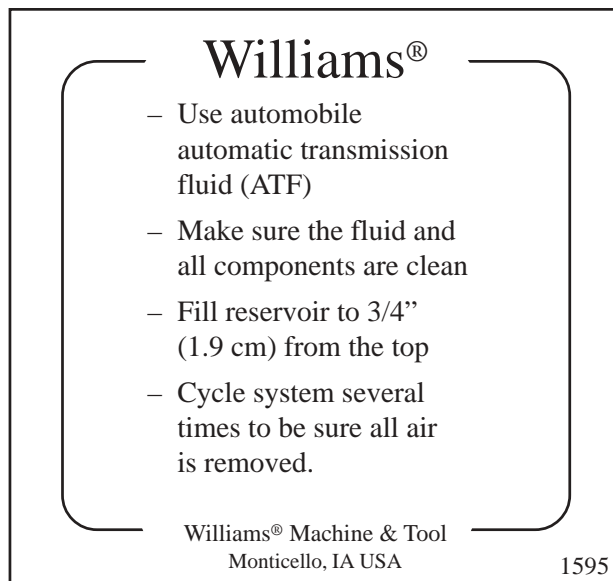 Williams®
– Use automobile
automatic transmission
fluid (ATF)
– Make sure the fluid and
all components are clean
– Fill reservoir to 3/4”
(1.9 cm) from the top
– Cycle system several
times to be sure all air
is removed.
Williams® Machine & Tool
Monticello, IA USA
1595